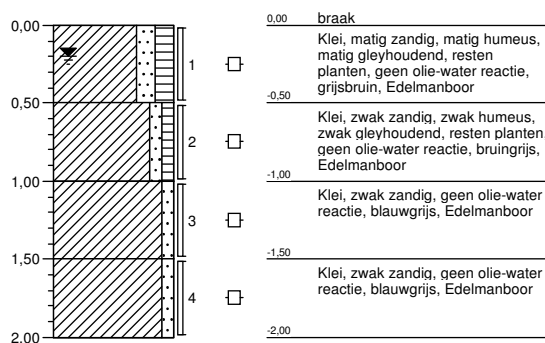 0,00
0,50
1,00
1,50
2,00
1
2
3
4
0,00
braak
Klei, matig zandig, matig humeus,
matig gleyhoudend, resten
planten, geen olie-water reactie,
grijsbruin, Edelmanboor
-0,50
Klei, zwak zandig, zwak humeus,
zwak gleyhoudend, resten planten,
geen olie-water reactie, bruingrijs,
Edelmanboor
-1,00
Klei, zwak zandig, geen olie-water
reactie, blauwgrijs, Edelmanboor
-1,50
Klei, zwak zandig, geen olie-water
reactie, blauwgrijs, Edelmanboor
-2,00